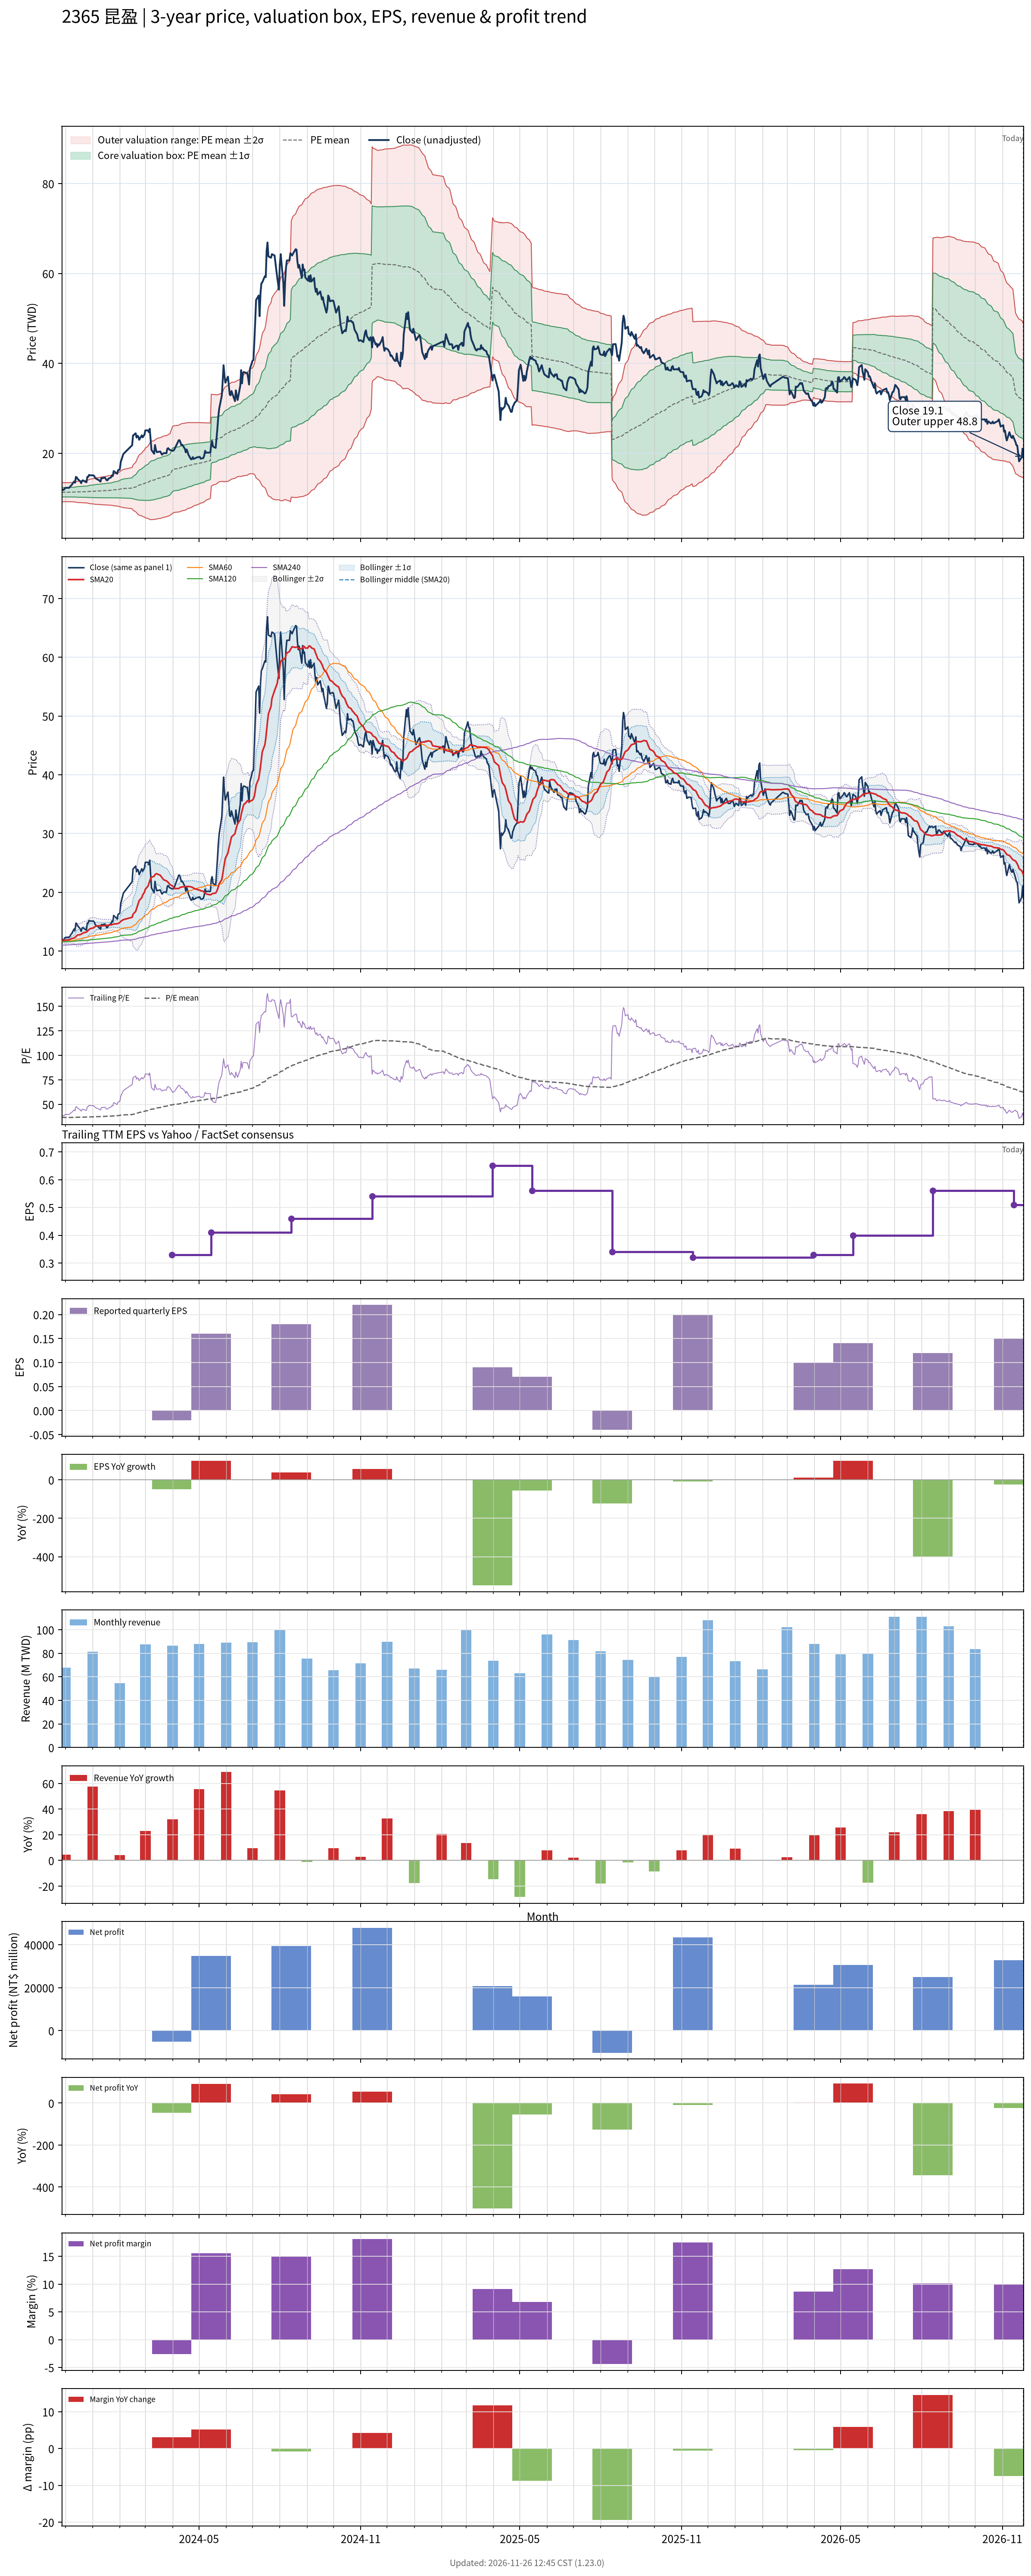 2365 昆盈 | 3-year price, valuation box, EPS, revenue & profit trend
Outer valuation range: PE mean ±2σ
Core valuation box: PE mean ±1σ
PE mean
Close (unadjusted)
Today
Price (TWD)
80
60
40
20
Close 19.1
Outer upper 48.8
Close (same as panel 1)
SMA20
SMA60
SMA120
SMA240
Bollinger ±2σ
Bollinger ±1σ
Bollinger middle (SMA20)
Price
70
60
50
40
30
20
10
Trailing P/E
P/E mean
P/E
150
125
100
75
50
Trailing TTM EPS vs Yahoo / FactSet consensus
Today
EPS
0.7
0.6
0.5
0.4
0.3
Reported quarterly EPS
EPS
0.20
0.15
0.10
0.05
0.00
-0.05
EPS YoY growth
YoY (%)
0
-200
-400
Monthly revenue
Revenue (M TWD)
100
80
60
40
20
0
Revenue YoY growth
YoY (%)
60
40
20
0
-20
Month
Net profit
Net profit (NT$ million)
40000
20000
0
Net profit YoY
YoY (%)
0
-200
-400
Net profit margin
Margin (%)
15
10
5
0
-5
Margin YoY change
Δ margin (pp)
10
0
-10
-20
2024-05
2024-11
2025-05
2025-11
2026-05
2026-11
Updated: 2026-11-26 12:45 CST (1.23.0)